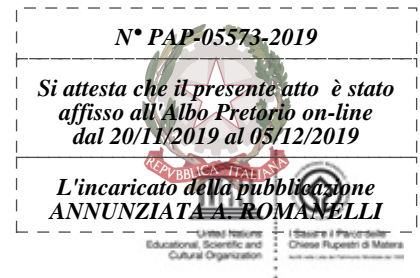 N° PAP-05573-2019
Si attesta che il presente atto è stato
affisso all'Albo Pretorio on-line
dal 20/11/2019 al 05/12/2019
REPVBBLICA ITALIANA
L'incaricato della pubblicazione
ANNUNZIATA A. ROMANELLI
United Nations
Educational, Scientific and
Cultural Organization
I Sassi e il Parco delle
Chiese Rupestri di Matera